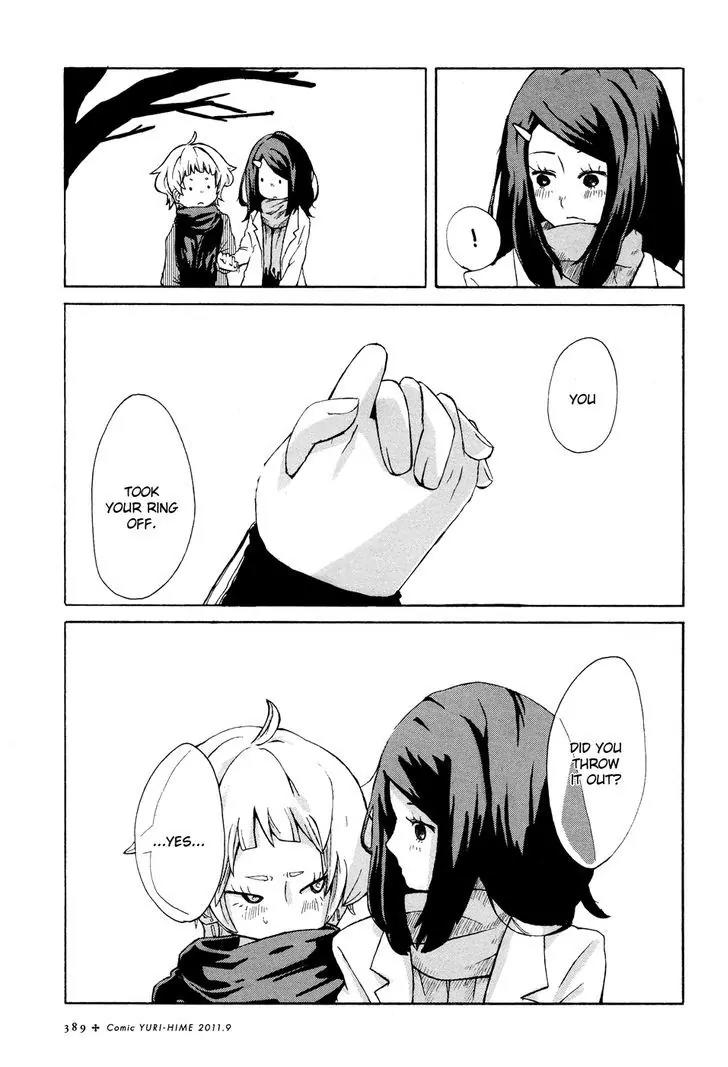 !
YOU
TOOK
YOUR RING
OFF.
DID YOU
THROW
IT OUT?
...YES...
389 + Comic YURI-HIME 2011.9